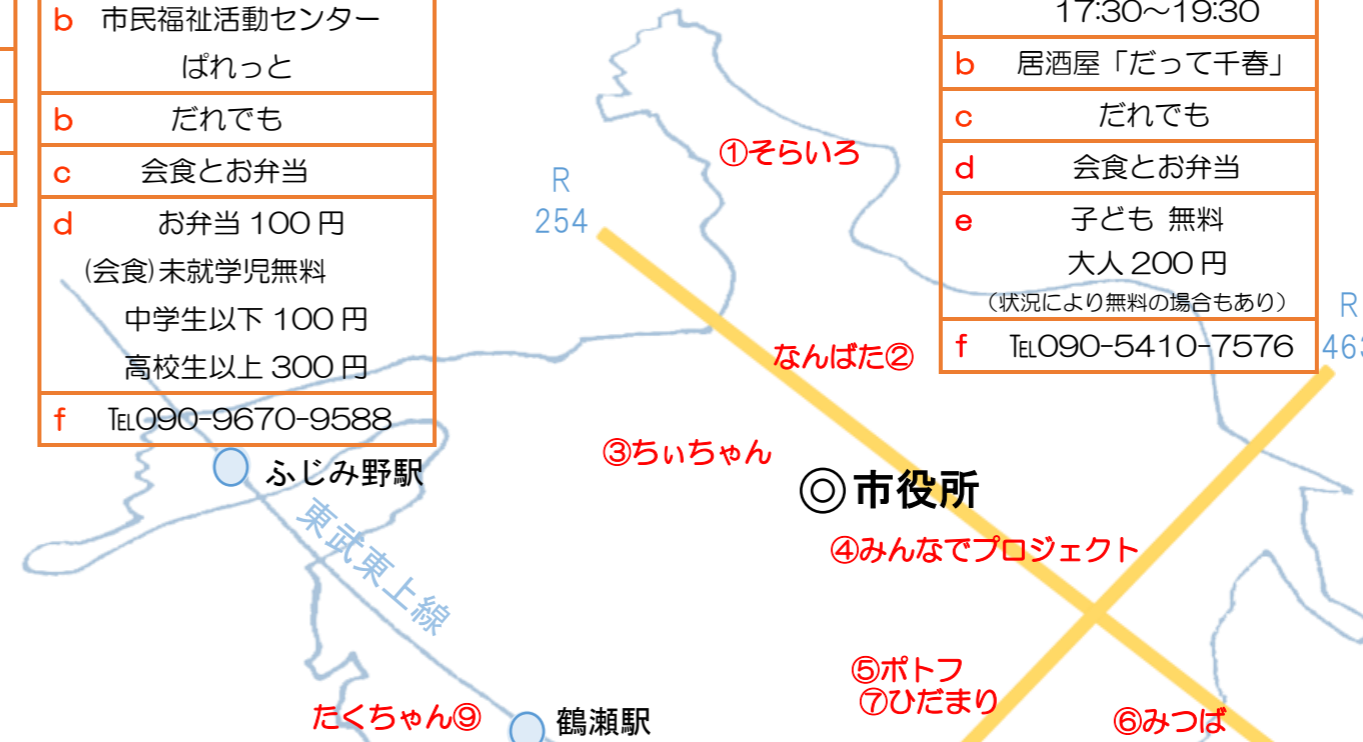 b 市民福祉活動センター
ぱれっと
b だれでも
c 会食とお弁当
d お弁当 100 円
(会食)未就学児無料
中学生以下 100 円
高校生以上 300 円
f ℡090-9670-9588
17:30～19:30
b 居酒屋「だって千春」
c だれでも
d 会食とお弁当
e 子ども 無料
大人 200 円
（状況により無料の場合もあり）
f ℡090-5410-7576
①そらいろ
R
254
R
463
なんばた②
③ちぃちゃん
◎市役所
ふじみ野駅
東武東上線
④みんなでプロジェクト
⑤ポトフ
⑦ひだまり
⑥みつば
たくちゃん⑨
鶴瀬駅